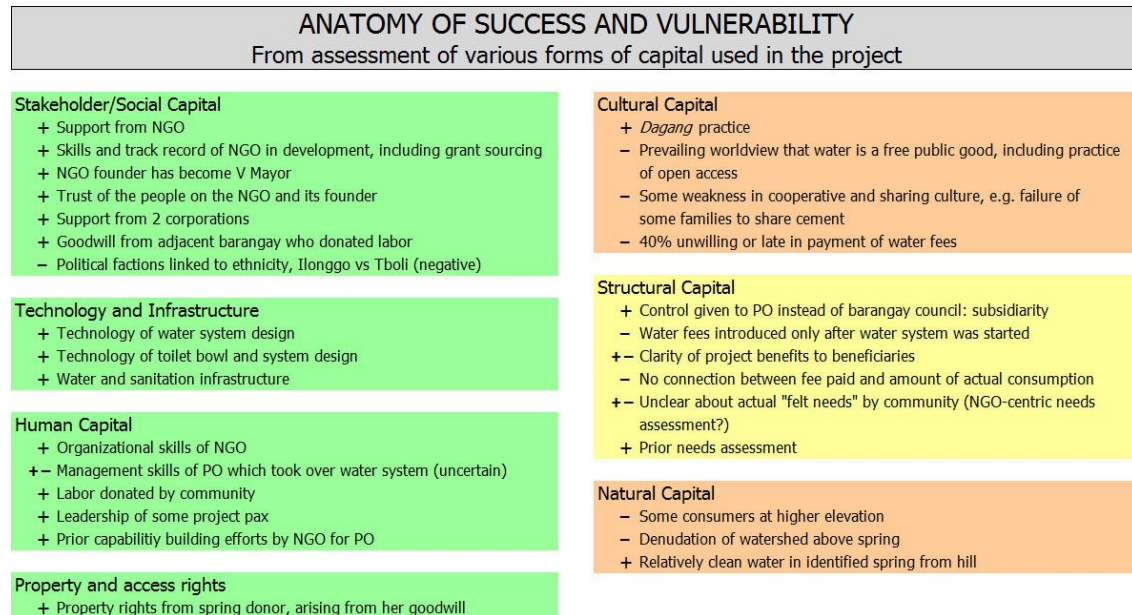 ANATOMY OF SUCCESS AND VULNERABILITY
From assessment of various forms of capital used in the project
Stakeholder/Social Capital
+ Support from NGO
+ Skills and track record of NGO in development, including grant sourcing
+ NGO founder has become V Mayor
+ Trust of the people on the NGO and its founder
+ Support from 2 corporations
+ Goodwill from adjacent barangay who donated labor
− Political factions linked to ethnicity, Ilonggo vs Tboli (negative)
Technology and Infrastructure
+ Technology of water system design
+ Technology of toilet bowl and system design
+ Water and sanitation infrastructure
Human Capital
+ Organizational skills of NGO
+− Management skills of PO which took over water system (uncertain)
+ Labor donated by community
+ Leadership of some project pax
+ Prior capabilitiy building efforts by NGO for PO
Property and access rights
+ Property rights from spring donor, arising from her goodwill
Cultural Capital
+ Dagang practice
− Prevailing worldview that water is a free public good, including practice
of open access
− Some weakness in cooperative and sharing culture, e.g. failure of
some families to share cement
− 40% unwilling or late in payment of water fees
Structural Capital
+ Control given to PO instead of barangay council: subsidiarity
− Water fees introduced only after water system was started
+− Clarity of project benefits to beneficiaries
− No connection between fee paid and amount of actual consumption
+− Unclear about actual "felt needs" by community (NGO-centric needs
assessment?)
+ Prior needs assessment
Natural Capital
− Some consumers at higher elevation
− Denudation of watershed above spring
+ Relatively clean water in identified spring from hill